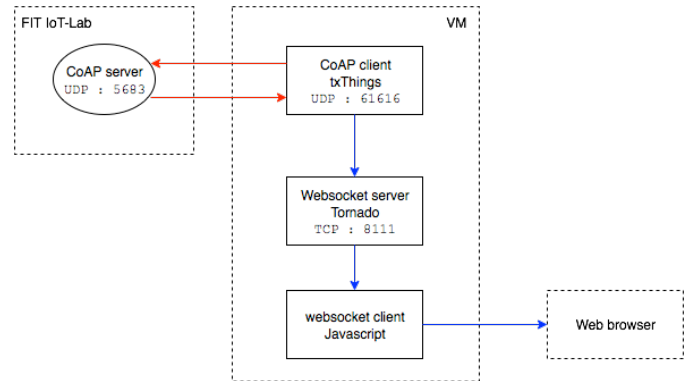 FIT IoT-Lab
VM
CoAP server
UDP : 5683
CoAP client
txThings
UDP : 61616
Websocket server
Tornado
TCP : 8111
websocket client
Javascript
Web browser